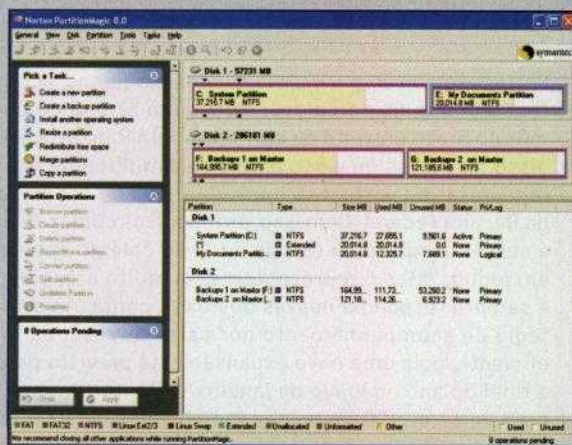 Norton PartitionMagic 8.0
General View Disk Partition Tools Tasks Help
symantec
Pick a Task...
Create a new partition
Create a backup partition
Install another operating system
Resize a partition
Redistribute free space
Merge partitions
Copy a partition
Partition Operations
Browse partition
Create partition
Delete partition
Resize/Move partition
Convert partition
Split partition
Undelete Partition
Properties
0 Operations Pending
Undo
Apply
Disk 1 - 57231 MB
C: System Partition
37,216.7 MB NTFS
E: My Documents Partition
20,014.8 MB NTFS
Disk 2 - 286181 MB
F: Backups 1 on Master
164,995.7 MB NTFS
G: Backups 2 on Master
121,185.6 MB NTFS
Partition Type Size MB Used MB Unused MB Status Pri/Log
Disk 1
System Partition (C:) NTFS 37,216.7 27,655.1 9,561.6 Active Primary
(*) Extended 20,014.8 20,014.8 0.0 None Primary
My Documents Partitio... NTFS 20,014.8 12,325.7 7,689.1 None Logical
Disk 2
Backups 1 on Master (F:) NTFS 164,99... 111,73... 53,260.2 None Primary
Backups 2 on Master (... NTFS 121,18... 114,26... 6,923.2 None Primary
FAT FAT32 NTFS Linux Ext2/3 Linux Swap Extended Unallocated Unformatted Other Used Unused
We recommend closing all other applications while running PartitionMagic.
0 operations pending